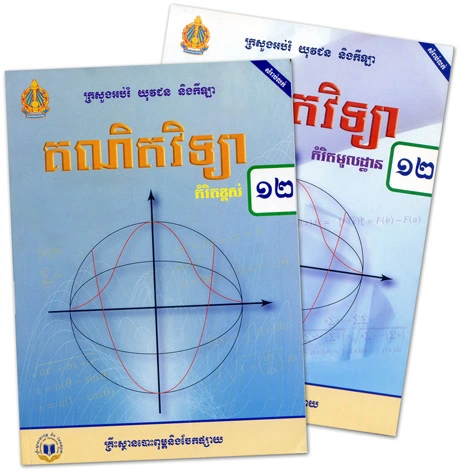 ក្រសួងអប់រំ យុវជន និងកីឡា
គណិតវិទ្យា
កំរិតខ្ពស់
១២
គ្រឹះស្ថានបោះពុម្ពនិងចែកផ្សាយ
ក្រសួងអប់រំ យុវជន និងកីឡា
វិទ្យា
កំរិតមូលដ្ឋាន
១២
= F(b) − F(a)